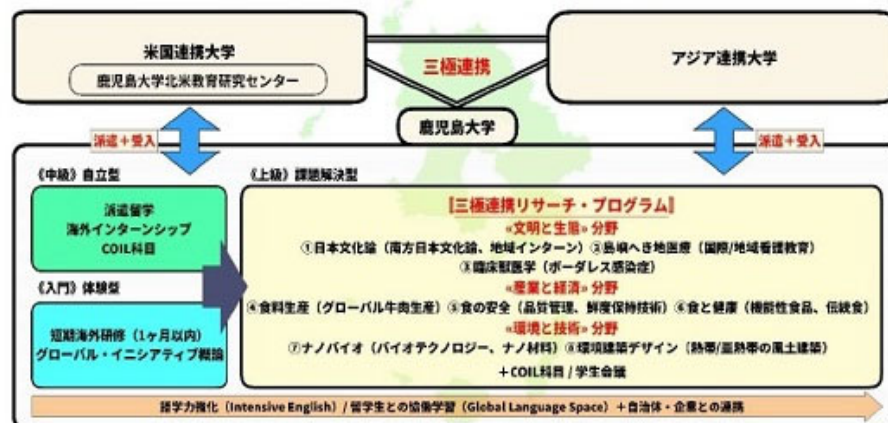 米国連携大学
鹿児島大学北米教育研究センター
三極連携
アジア連携大学
鹿児島大学
派遣+受入
派遣+受入
《中級》自立型
派遣留学
海外インターンシップ
COIL科目
《入門》体験型
短期海外研修(1ヶ月以内)
グローバル・イニシアティブ概論
《上級》課題解決型
〚三極連携リサーチ・プログラム〛
«文明と生態» 分野
①日本文化論(南方日本文化論、地域インターン)②島嶼へき地医療(国際/地域看護教育)
③臨床獣医学(ボーダレス感染症)
«産業と経済» 分野
④食料生産(グローバル牛肉生産)⑤食の安全(品質管理、鮮度保持技術)⑥食と健康(機能性食品、伝統食)
«環境と技術» 分野
⑦ナノバイオ(バイオテクノロジー、ナノ材料)⑧環境建築デザイン(熱帯/亜熱帯の風土建築)
+COIL科目 / 学生会議
語学力強化(Intensive English)/ 留学生との協働学習(Global Language Space)+自治体・企業との連携